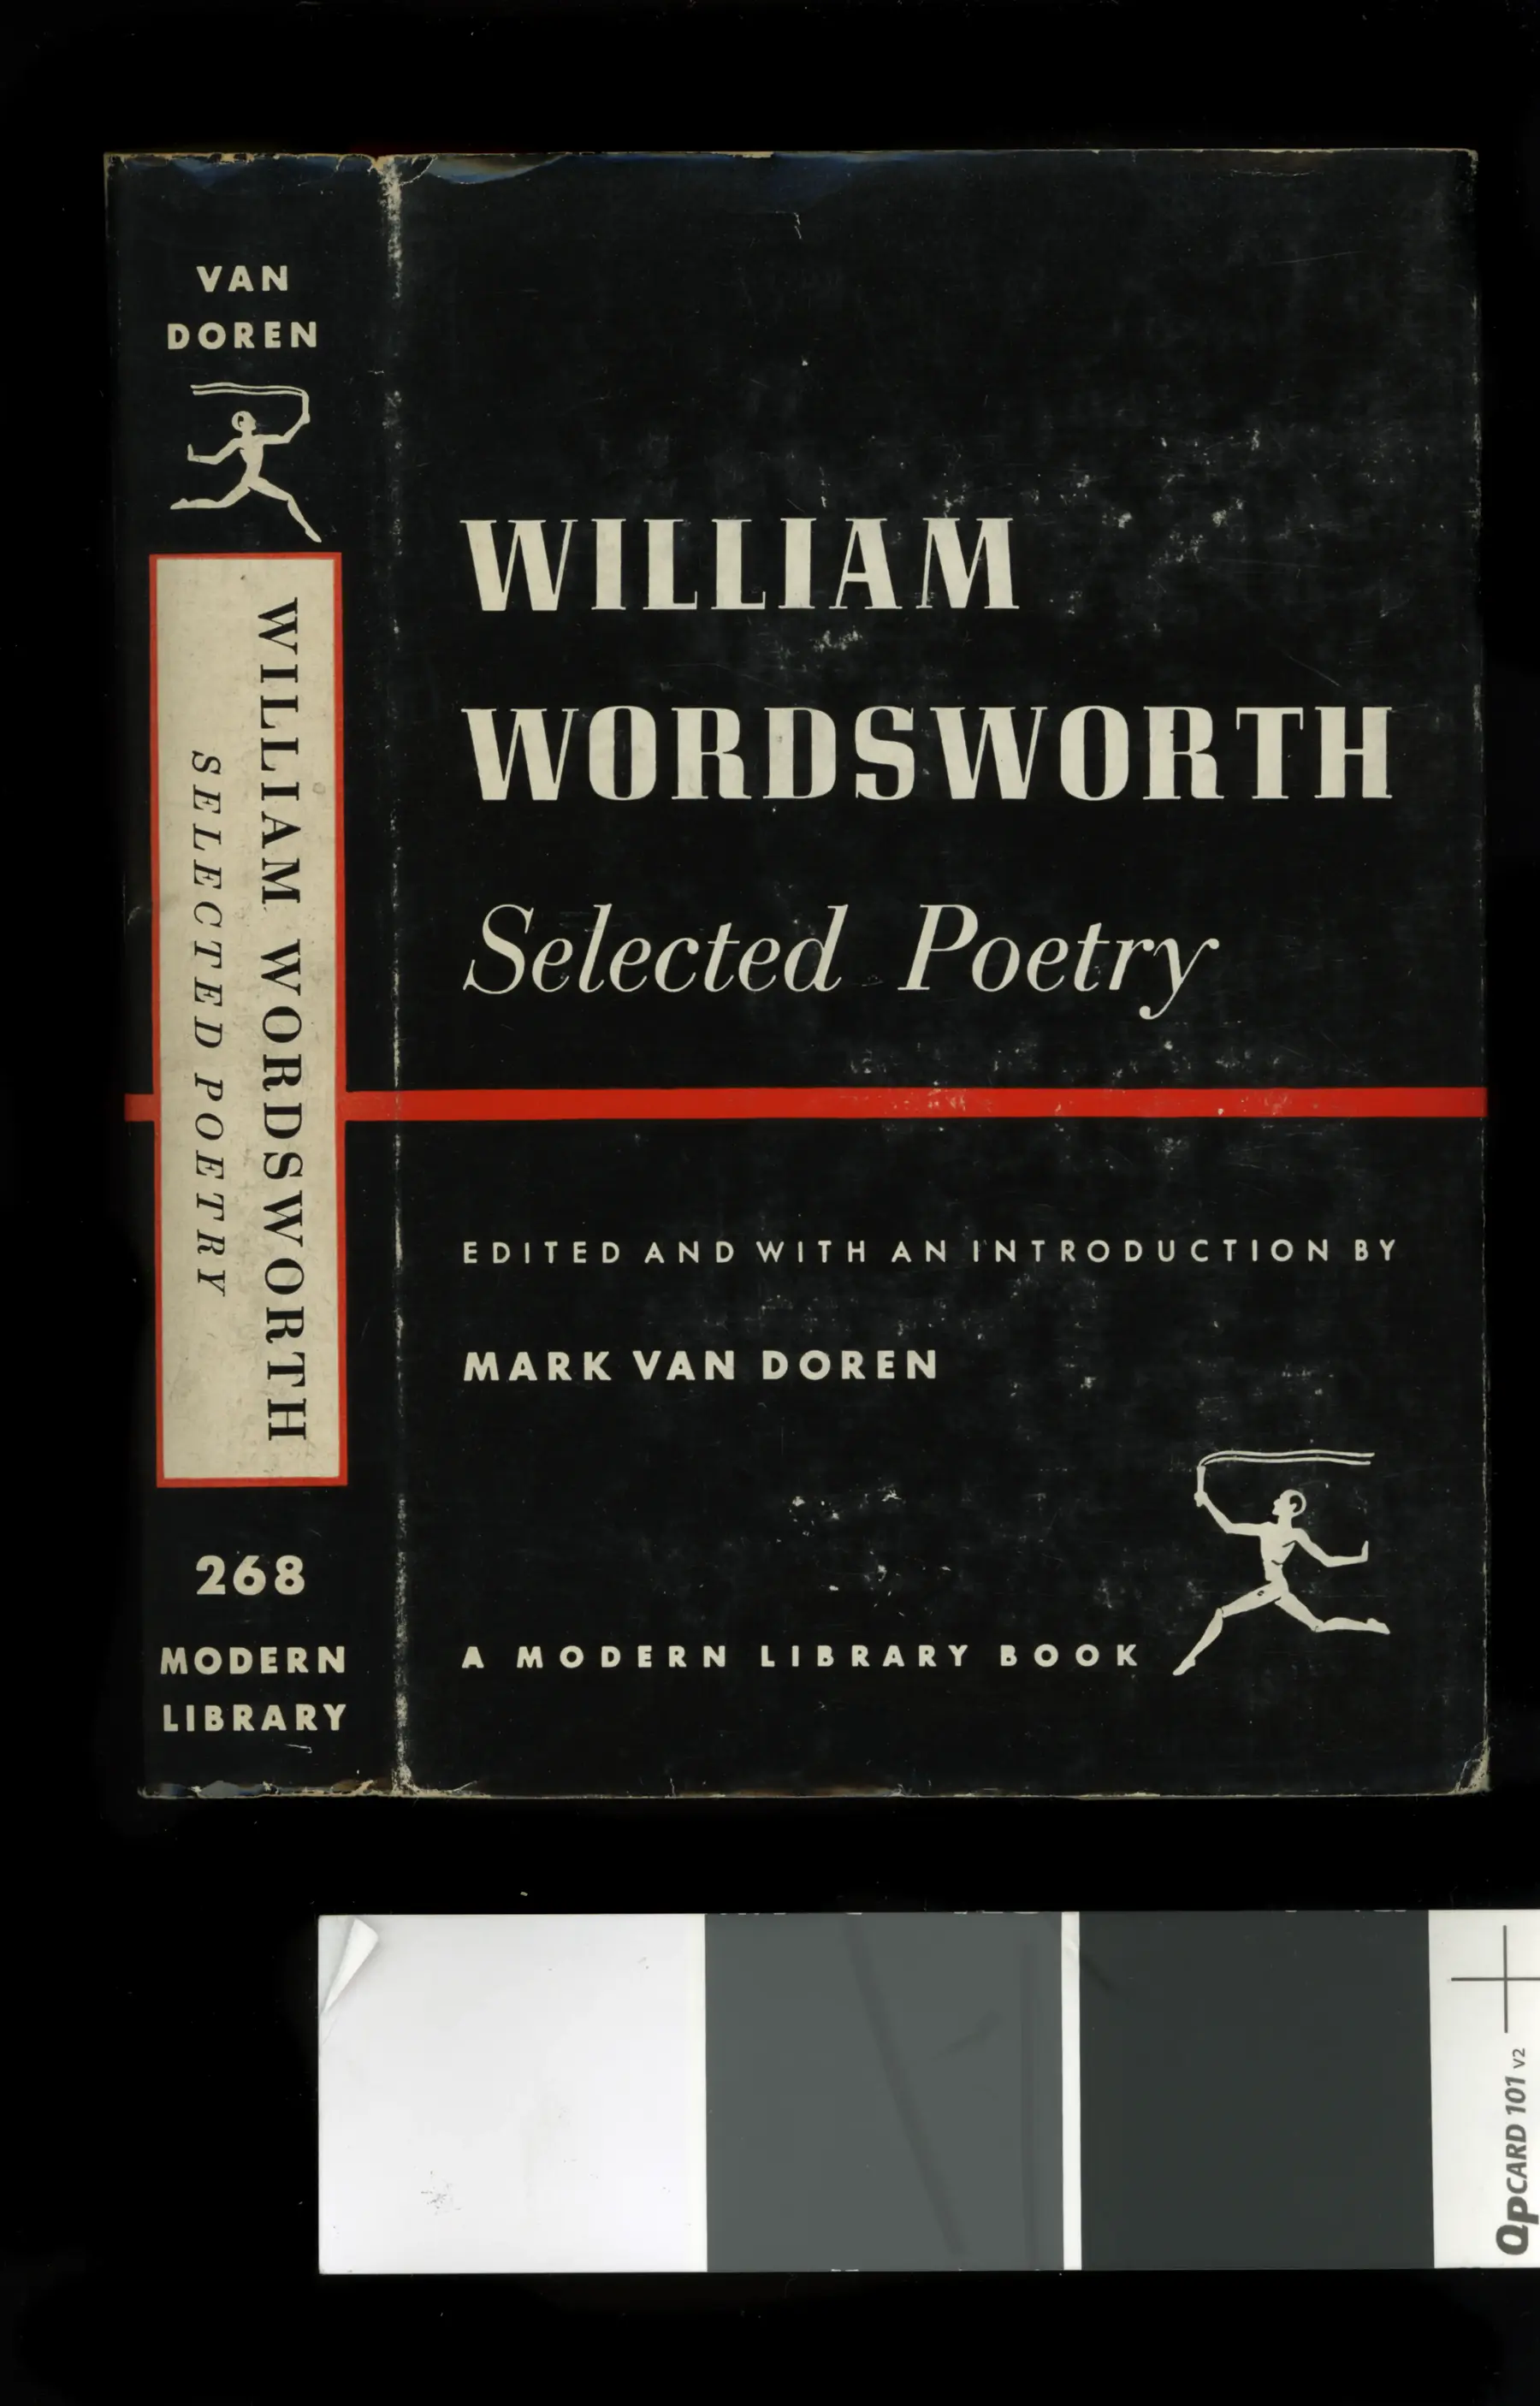 VAN
DOREN
WILLIAM WORDSWORTH
SELECTED POETRY
268
MODERN
LIBRARY
WILLIAM
WORDSWORTH
Selected Poetry
EDITED AND WITH AN INTRODUCTION BY
MARK VAN DOREN
A MODERN LIBRARY BOOK
QPCARD 101 v2